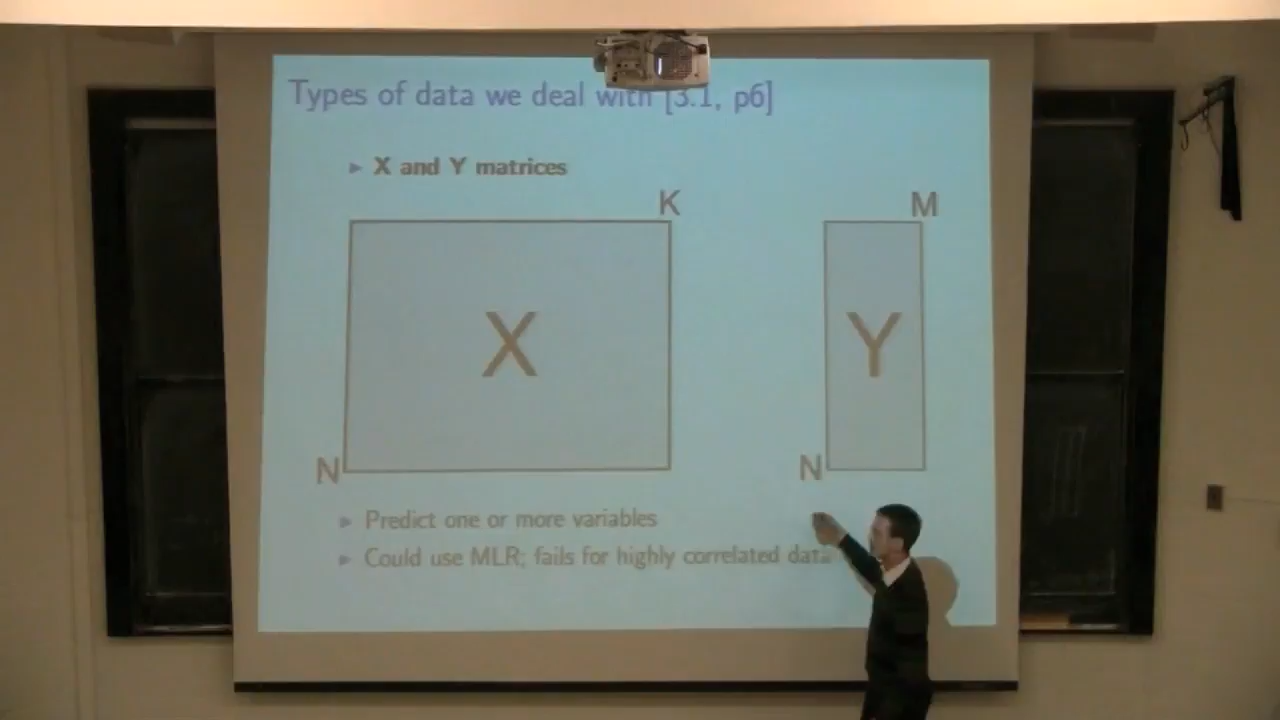 Types of data we deal with [3.1, p6]
► X and Y matrices
K
M
X
Y
N
N
► Predict one or more variables
► Could use MLR; fails for highly correlated data